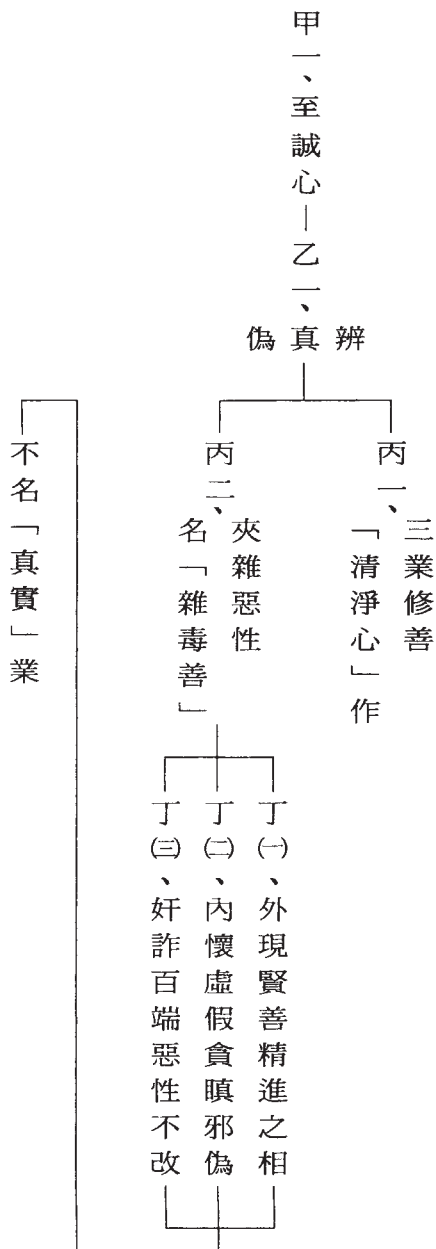 甲一、至誠心—乙一、
辨
真
偽
丙一、
三業修善
「清淨心」作
丙二、
夾雜惡性
名「雜毒善」
丁㈠、外現賢善精進之相
丁㈡、內懷虛假貪瞋邪偽
丁㈢、奸詐百端惡性不改
不名「真實」業